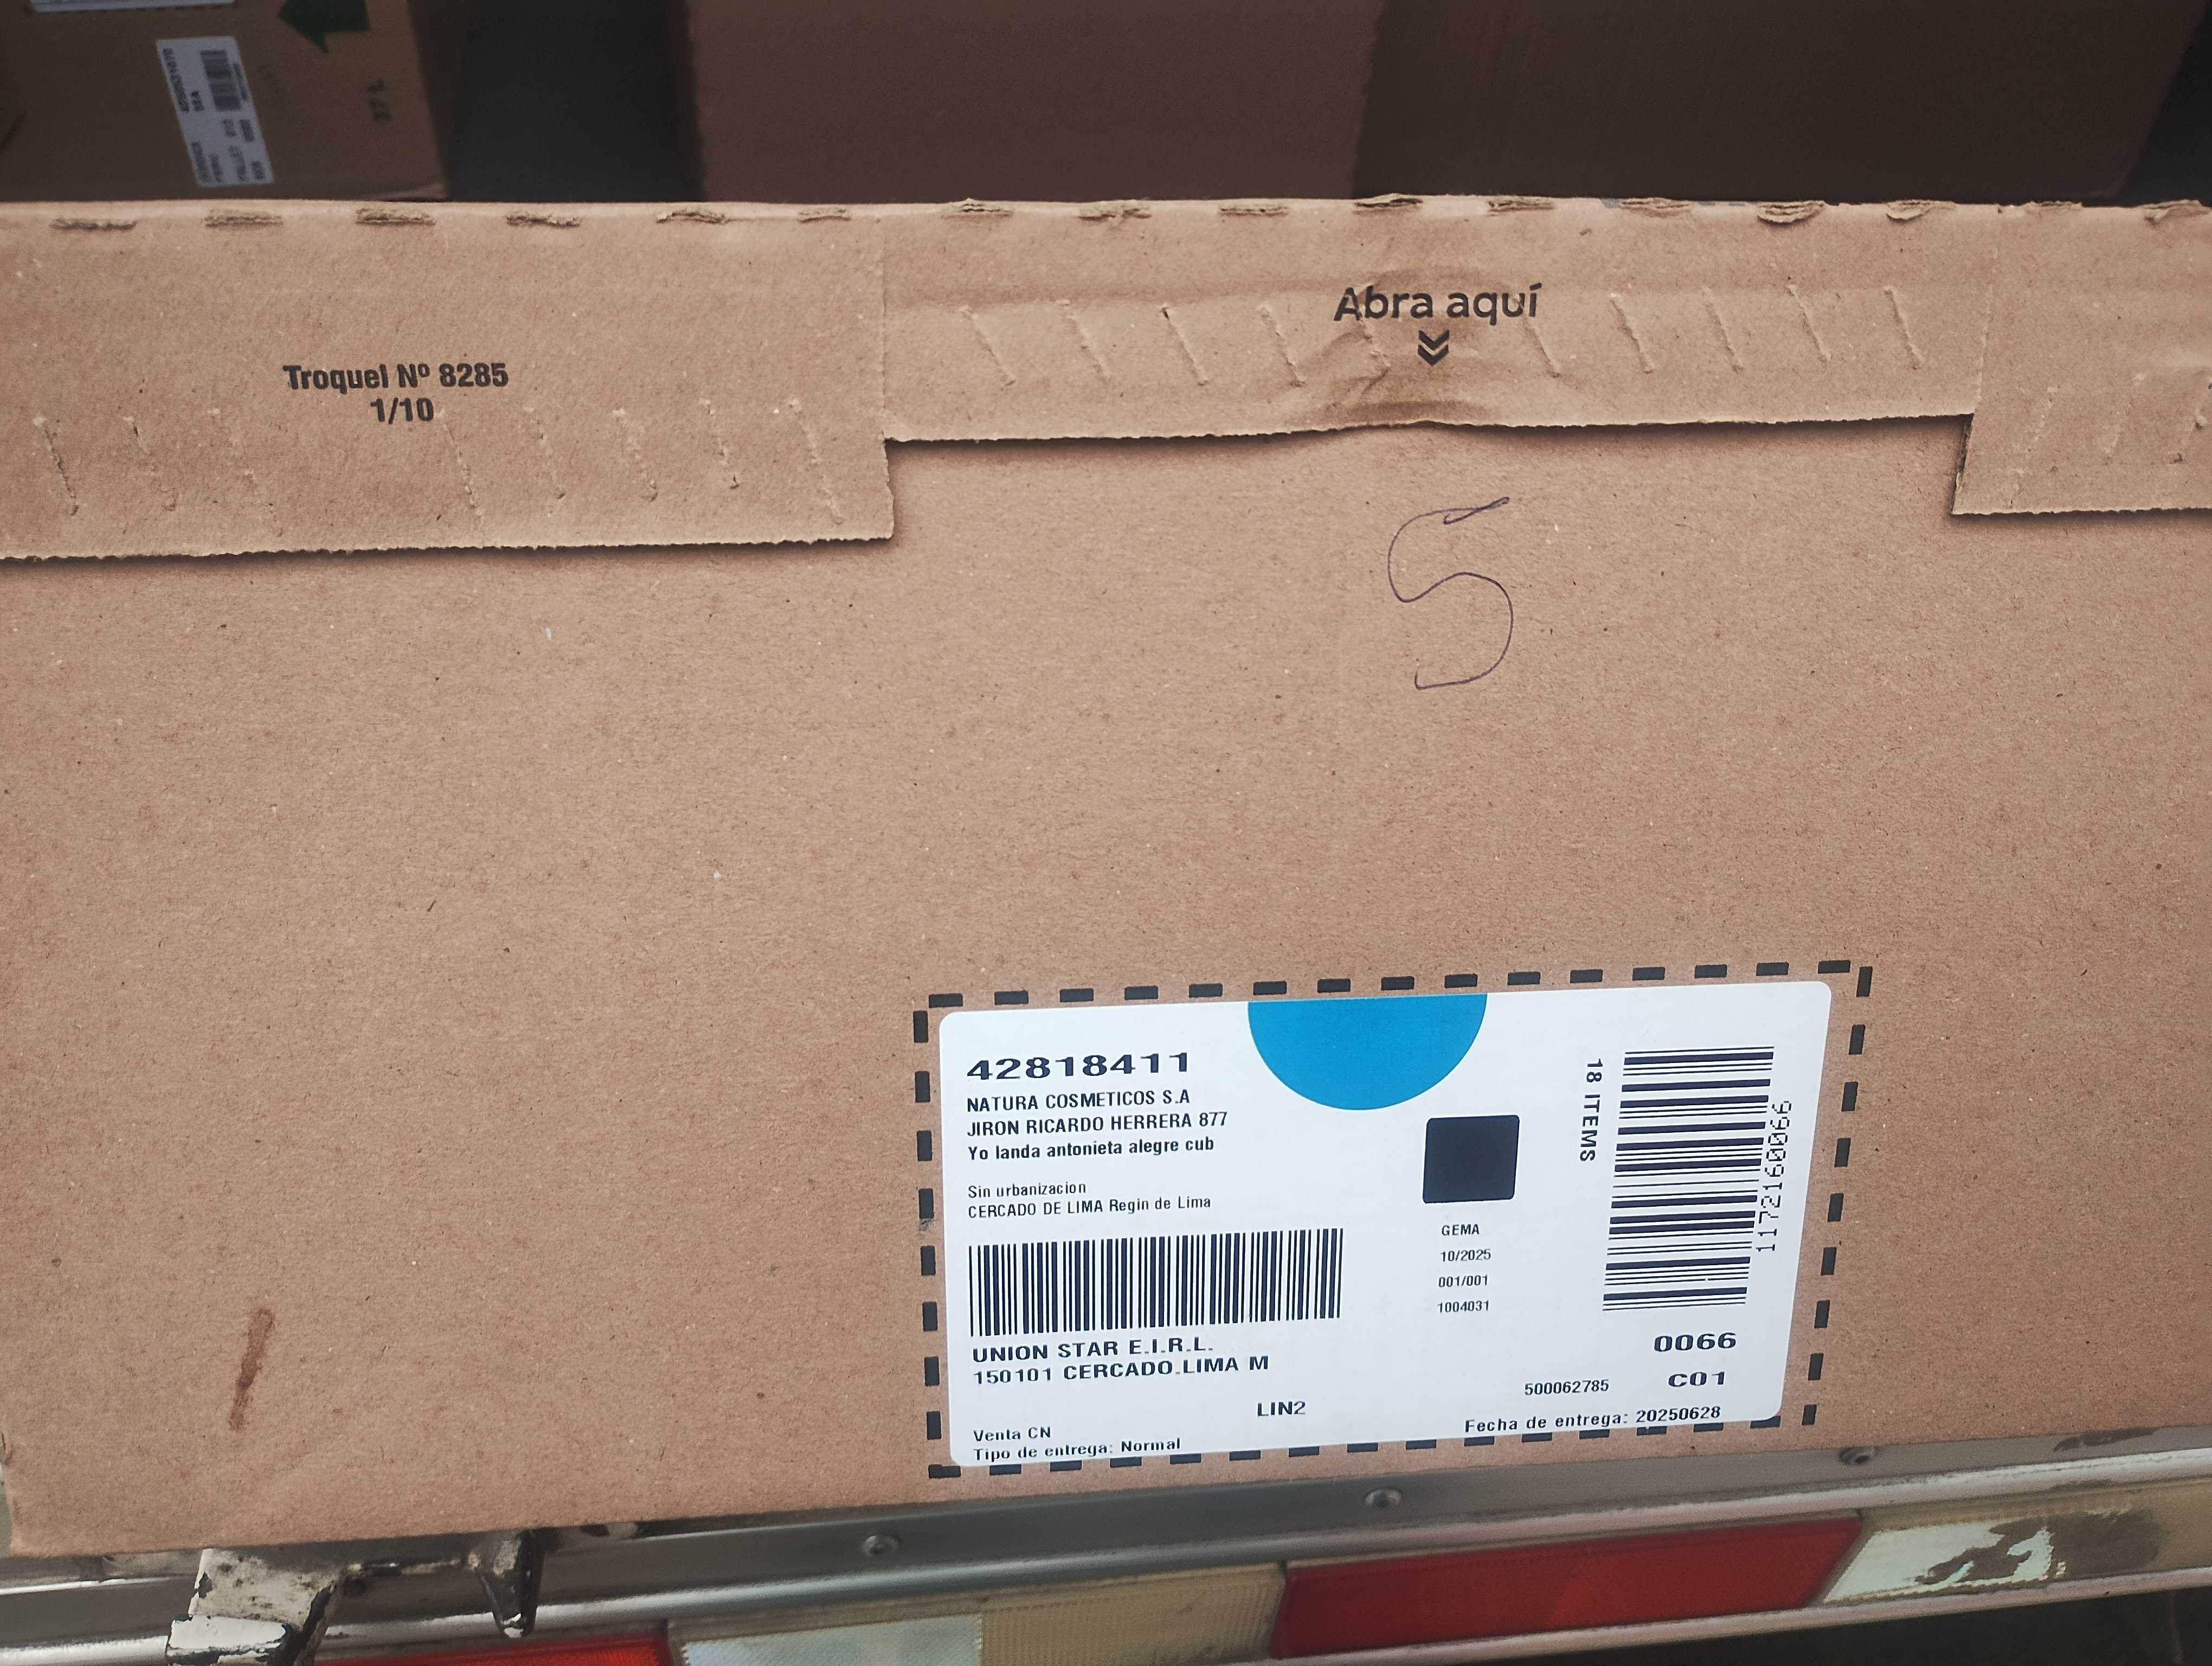 37 L
Troquel Nº 8285
1/10
Abra aquí
5
42818411
NATURA COSMETICOS S.A
JIRON RICARDO HERRERA 877
Yo landa antonieta alegre cub
Sin urbanizacion
CERCADO DE LIMA Regin de Lima
UNION STAR E.I.R.L.
150101 CERCADO.LIMA M
LIN2
Venta CN
Tipo de entrega: Normal
GEMA
10/2025
001/001
1004031
18 ITEMS
1172160066
0066
C01
500062785
Fecha de entrega: 20250628